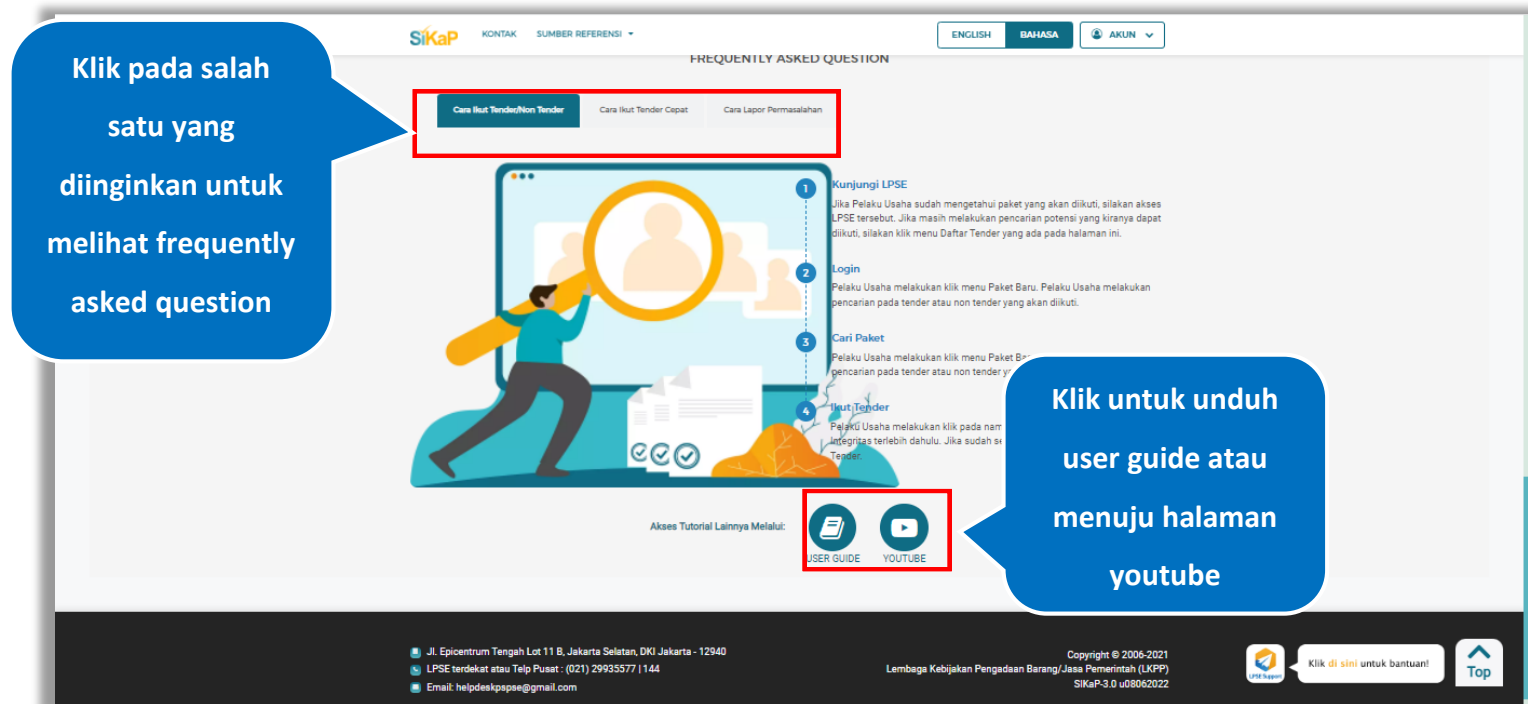 SiKaP
KONTAK
SUMBER REFERENSI
ENGLISH
BAHASA
AKUN
FREQUENTLY ASKED QUESTION
Klik pada salah
satu yang
diinginkan untuk
melihat frequently
asked question
Cara Ikut Tender/Non Tender
Cara Ikut Tender Cepat
Cara Lapor Permasalahan
1
Kunjungi LPSE
Jika Pelaku Usaha sudah mengetahui paket yang akan diikuti, silakan akses
LPSE tersebut. Jika masih melakukan pencarian potensi yang kiranya dapat
diikuti, silakan klik menu Daftar Tender yang ada pada halaman ini.
2
Login
Pelaku Usaha melakukan klik menu Paket Baru. Pelaku Usaha melakukan
pencarian pada tender atau non tender yang akan diikuti.
3
Cari Paket
Pelaku Usaha melakukan klik menu Paket
pencarian pada tender atau non tender
4
Ikut Tender
Pelaku Usaha melakukan klik pada nam
Integritas terlebih dahulu. Jika sudah se
Tender.
Klik untuk unduh
user guide atau
menuju halaman
youtube
Akses Tutorial Lainnya Melalui:
USER GUIDE
YOUTUBE
Jl. Epicentrum Tengah Lot 11 B, Jakarta Selatan, DKI Jakarta - 12940
LPSE terdekat atau Telp Pusat : (021) 29935577 | 144
Email: helpdeskpspse@gmail.com
Copyright © 2006-2021
Lembaga Kebijakan Pengadaan Barang/Jasa Pemerintah (LKPP)
SIKaP-3.0 u08062022
LPSE Support
Klik di sini untuk bantuan!
Top